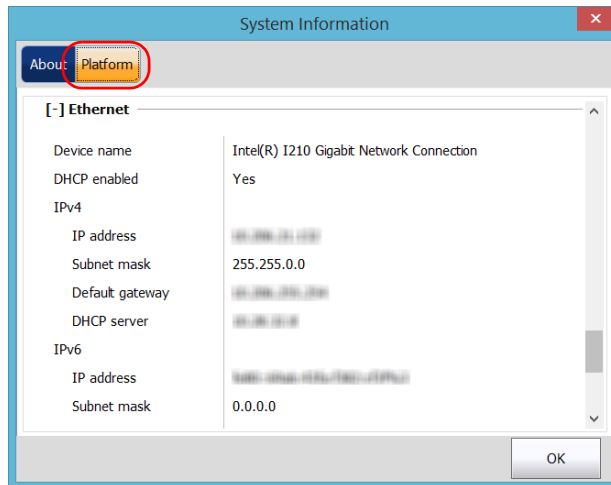 System Information
About Platform
[-] Ethernet
Device name Intel(R) I210 Gigabit Network Connection
DHCP enabled Yes
IPv4
IP address
Subnet mask 255.255.0.0
Default gateway
DHCP server
IPv6
IP address
Subnet mask 0.0.0.0
OK